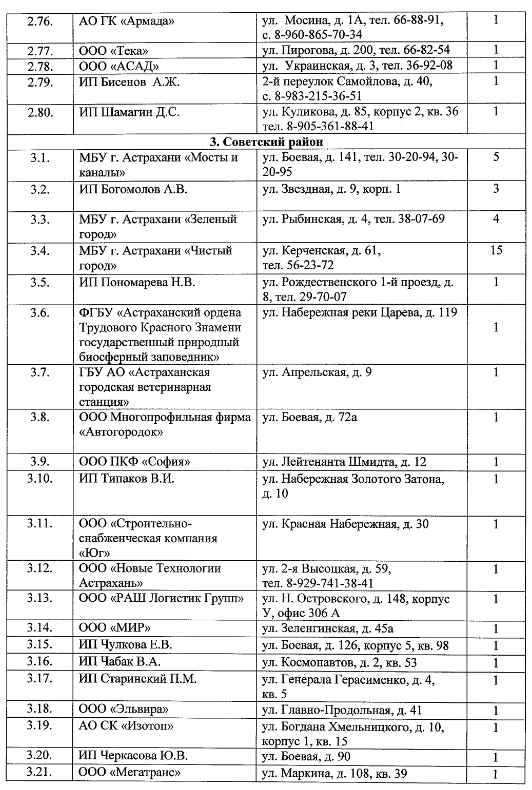 2.76. АО ГК «Армада» ул. Мосина, д. 1А, тел. 66-88-91, 1
с. 8-960-865-70-34
2.77. ООО «Тека» ул. Пирогова, д. 200, тел. 66-82-54 1
2.78. ООО «АСАД» ул. Украинская, д. 3, тел. 36-92-08 1
2.79. ИП Бисенов А.Ж. 2-й переулок Самойлова, д. 40, 1
с. 8-983-215-36-51
2.80. ИП Шамагин Д.С. ул. Куликова, д. 85, корпус 2, кв. 36 1
тел. 8-905-361-88-41
3. Советский район
3.1. МБУ г. Астрахани «Мосты и ул. Боевая, д. 141, тел. 30-20-94, 30- 5
каналы» 20-95
3.2. ИП Богомолов А.В. ул. Звездная, д. 9, корп. 1 3
3.3. МБУ г. Астрахани «Зеленый ул. Рыбинская, д. 4, тел. 38-07-69 4
город»
3.4. МБУ г. Астрахани «Чистый ул. Керченская, д. 61, 15
город» тел. 56-23-72
3.5. ИП Пономарева Н.В. ул. Рождественского 1-й проезд, д. 1
8, тел. 29-70-07
3.6. ФГБУ «Астраханский ордена ул. Набережная реки Царева, д. 119
Трудового Красного Знамени 1
государственный природный
биосферный заповедник»
3.7. ГБУ АО «Астраханская ул. Апрельская, д. 9 1
городская ветеринарная
станция»
3.8. ООО Многопрофильная фирма ул. Боевая, д. 72а 1
«Автогородок»
3.9. ООО ПКФ «София» ул. Лейтенанта Шмидта, д. 12 1
3.10. ИП Типаков В.И. ул. Набережная Золотого Затона, 1
д. 10
3.11. ООО «Строительно- ул. Красная Набережная, д. 30 1
снабженческая компания
«Юг»
3.12. ООО «Новые Технологии ул. 2-я Высоцкая, д. 59, 1
Астрахань» тел. 8-929-741-38-41
3.13. ООО «РАШ Логистик Групп» ул. Н. Островского, д. 148, корпус 1
У, офис 306 А
3.14. ООО «МИР» ул. Зеленгинская, д. 45а 1
3.15. ИП Чулкова Е.В. ул. Боевая, д. 126, корпус 5, кв. 98 1
3.16. ИП Чабак В.А. ул. Космонавтов, д. 2, кв. 53 1
3.17. ИП Старинский П.М. ул. Генерала Герасименко, д. 4, 1
кв. 5
3.18. ООО «Эльвира» ул. Главно-Продольная, д. 41 1
3.19. АО СК «Изотоп» ул. Богдана Хмельницкого, д. 10, 1
корпус 1, кв. 15
3.20. ИП Черкасова Ю.В. ул. Боевая, д. 90 1
3.21. ООО «Мегатранс» ул. Маркина, д. 108, кв. 39 1